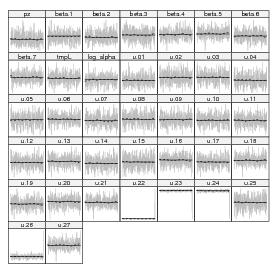 pz beta.1 beta.2 beta.3 beta.4 beta.5 beta.6
beta.7 tmpL log_alpha u.01 u.02 u.03 u.04
u.05 u.06 u.07 u.08 u.09 u.10 u.11
u.12 u.13 u.14 u.15 u.16 u.17 u.18
u.19 u.20 u.21 u.22 u.23 u.24 u.25
u.26 u.27